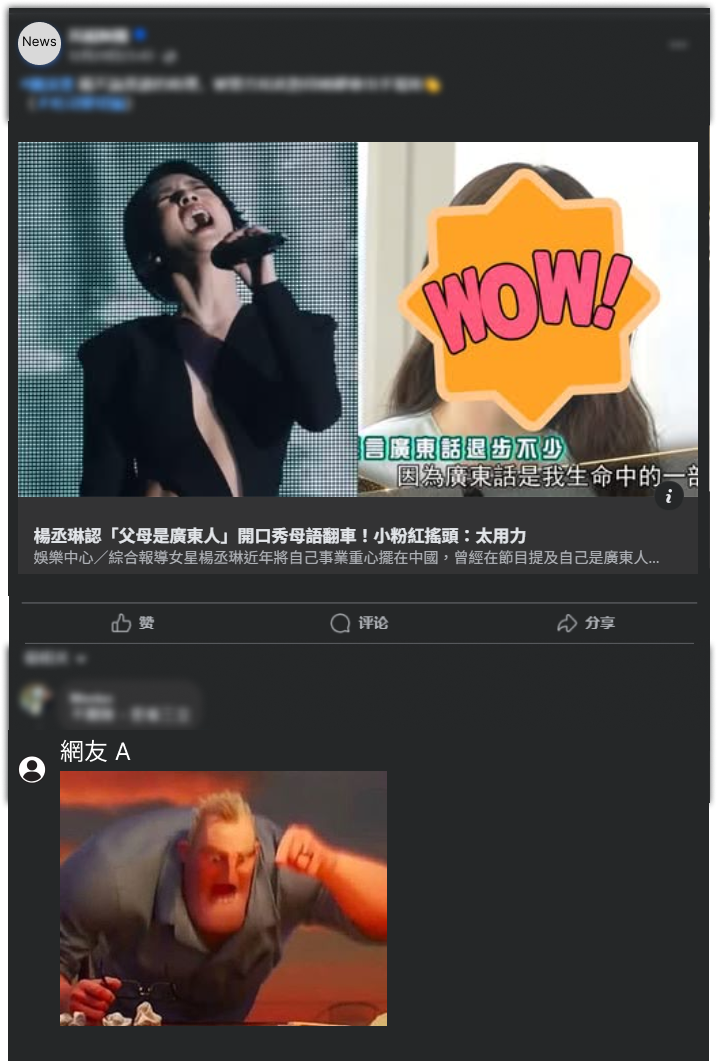 News
WOW!
言廣東話退步不少
因為廣東話是我生命中的一部
i
楊丞琳認「父母是廣東人」開口秀母語翻車！小粉紅搖頭：太用力
娛樂中心／綜合報導女星楊丞琳近年將自己事業重心擺在中國，曾經在節目提及自己是廣東人...
赞
评论
分享
網友 A